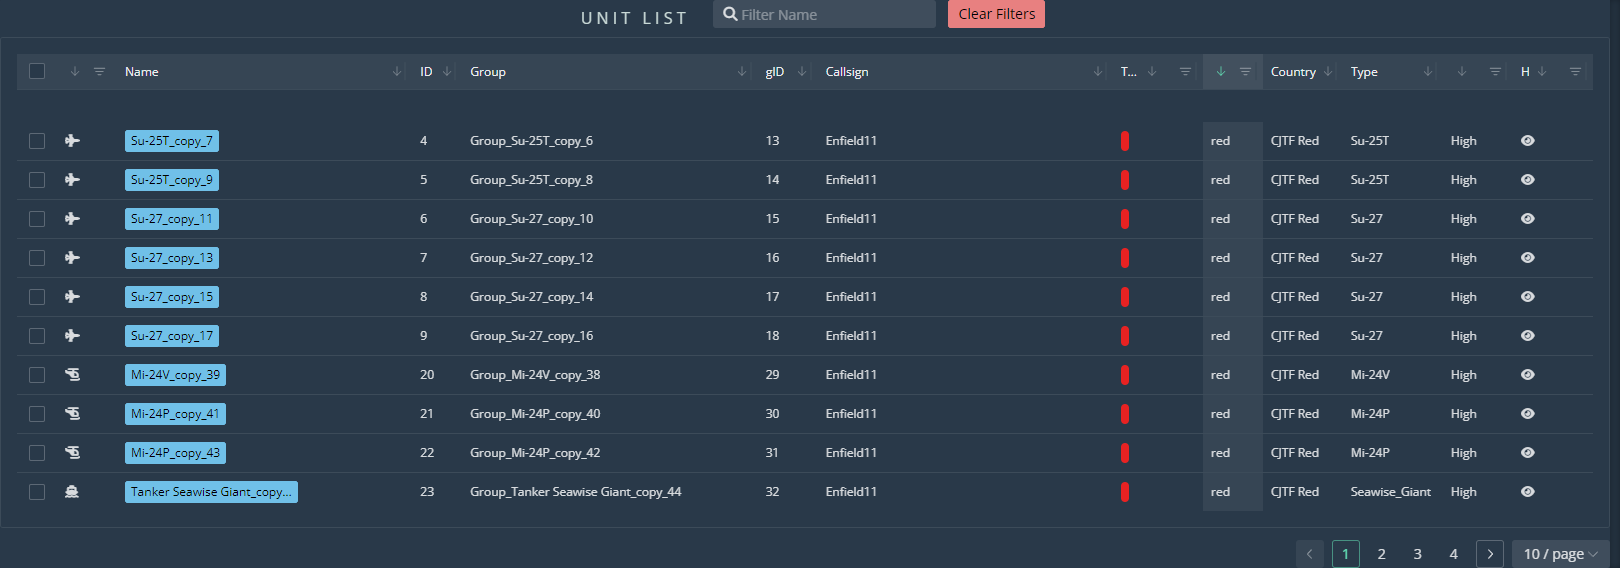 UNIT LIST Filter Name Clear Filters
Name ID Group gID Callsign T... Country Type H
Su-25T_copy_7 4 Group_Su-25T_copy_6 13 Enfield11 red CJTF Red Su-25T High
Su-25T_copy_9 5 Group_Su-25T_copy_8 14 Enfield11 red CJTF Red Su-25T High
Su-27_copy_11 6 Group_Su-27_copy_10 15 Enfield11 red CJTF Red Su-27 High
Su-27_copy_13 7 Group_Su-27_copy_12 16 Enfield11 red CJTF Red Su-27 High
Su-27_copy_15 8 Group_Su-27_copy_14 17 Enfield11 red CJTF Red Su-27 High
Su-27_copy_17 9 Group_Su-27_copy_16 18 Enfield11 red CJTF Red Su-27 High
Mi-24V_copy_39 20 Group_Mi-24V_copy_38 29 Enfield11 red CJTF Red Mi-24V High
Mi-24P_copy_41 21 Group_Mi-24P_copy_40 30 Enfield11 red CJTF Red Mi-24P High
Mi-24P_copy_43 22 Group_Mi-24P_copy_42 31 Enfield11 red CJTF Red Mi-24P High
Tanker Seawise Giant_copy... 23 Group_Tanker Seawise Giant_copy_44 32 Enfield11 red CJTF Red Seawise_Giant High
1 2 3 4 10 / page